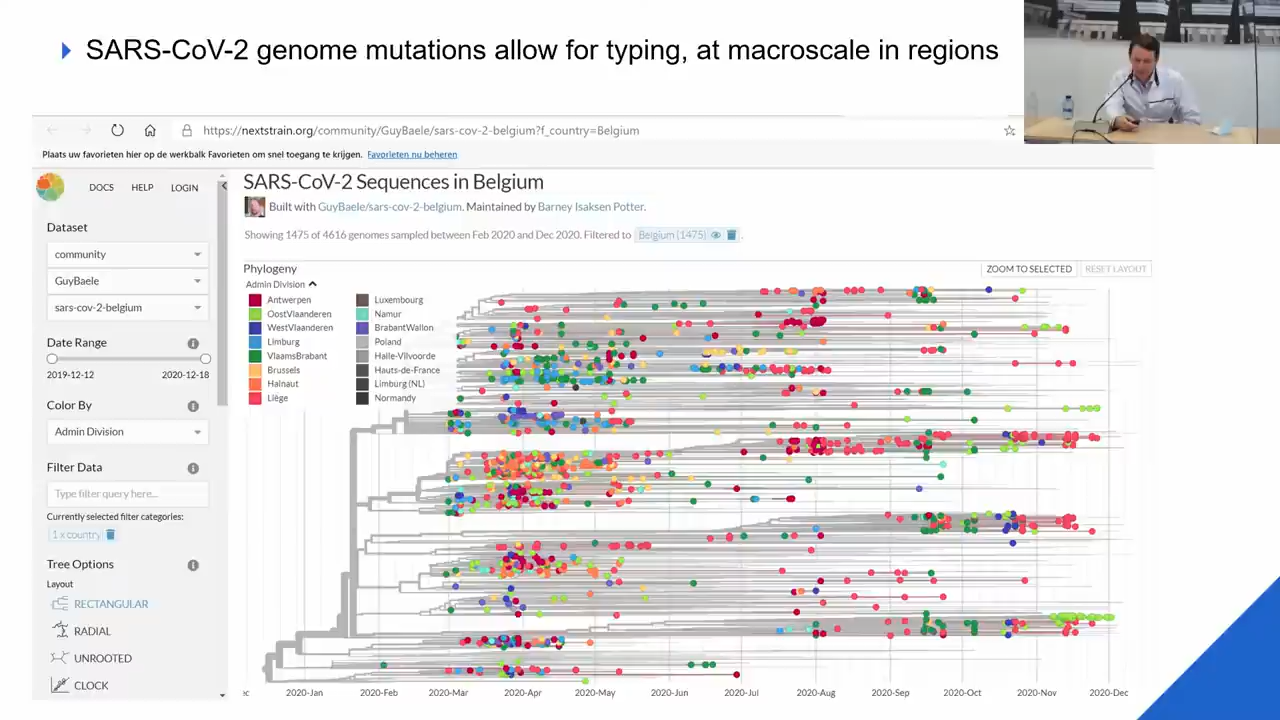 SARS-CoV-2 genome mutations allow for typing, at macroscale in regions
https://nextstrain.org/community/GuyBaele/sars-cov-2-belgium?f_country=Belgium
Plaats uw favorieten hier op de werkbalk Favorieten om snel toegang te krijgen. Favorieten nu beheren
DOCS HELP LOGIN
Dataset
community
GuyBaele
sars-cov-2-belgium
Date Range
2019-12-12 2020-12-18
Color By
Admin Division
Filter Data
Type filter query here...
Currently selected filter categories:
1 x country
Tree Options
Layout
RECTANGULAR
RADIAL
UNROOTED
CLOCK
SARS-CoV-2 Sequences in Belgium
Built with GuyBaele/sars-cov-2-belgium. Maintained by Barney Isaksen Potter.
Showing 1475 of 4616 genomes sampled between Feb 2020 and Dec 2020. Filtered to Belgium (1475) .
Phylogeny
ZOOM TO SELECTED RESET LAYOUT
Admin Division
Antwerpen Luxembourg
OostVlaanderen Namur
WestVlaanderen BrabantWallon
Limburg Poland
VlaamsBrabant Halle-Vilvoorde
Brussels Hauts-de-France
Hainaut Limburg (NL)
Liège Normandy
ec 2020-Jan 2020-Feb 2020-Mar 2020-Apr 2020-May 2020-Jun 2020-Jul 2020-Aug 2020-Sep 2020-Oct 2020-Nov 2020-Dec